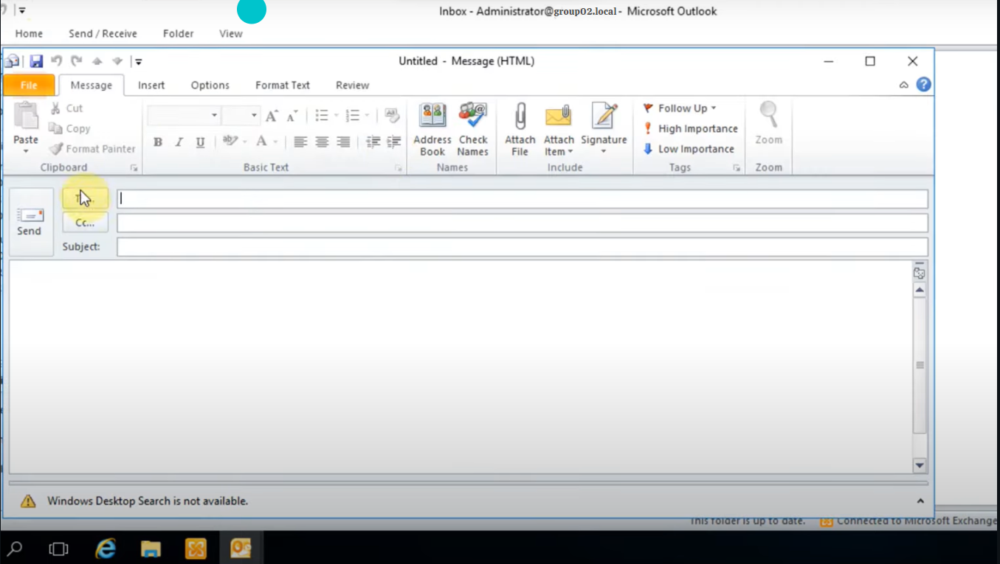 Inbox - Administrator@group02.local - Microsoft Outlook
Home Send / Receive Folder View
Untitled - Message (HTML)
File Message Insert Options Format Text Review
Paste
Cut
Copy
Format Painter
Clipboard
B I U
Basic Text
Address Book
Check Names
Names
Attach File
Attach Item
Signature
Include
Follow Up
High Importance
Low Importance
Tags
Zoom
Zoom
Send
Cc...
Subject:
Windows Desktop Search is not available.
This folder is up to date. Connected to Microsoft Exchange